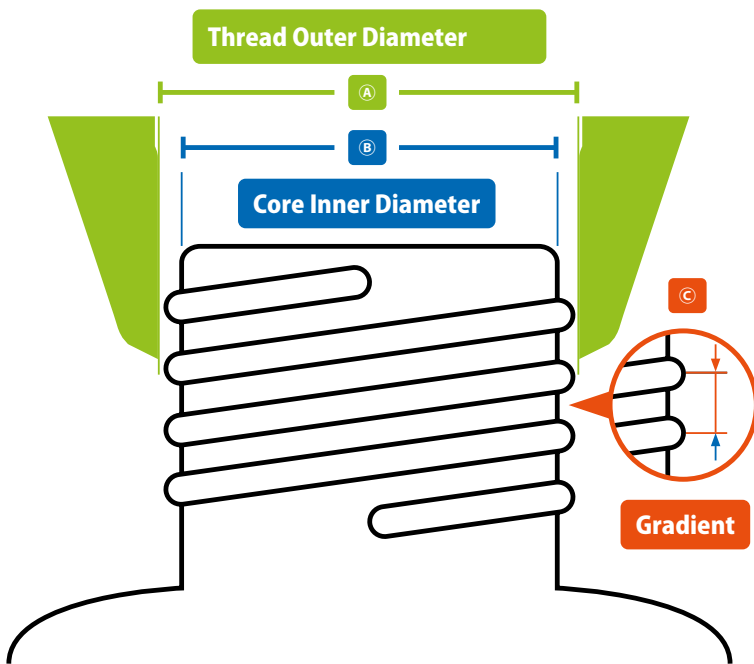 Thread Outer Diameter
Ⓐ
Ⓑ
Core Inner Diameter
Ⓒ
Gradient